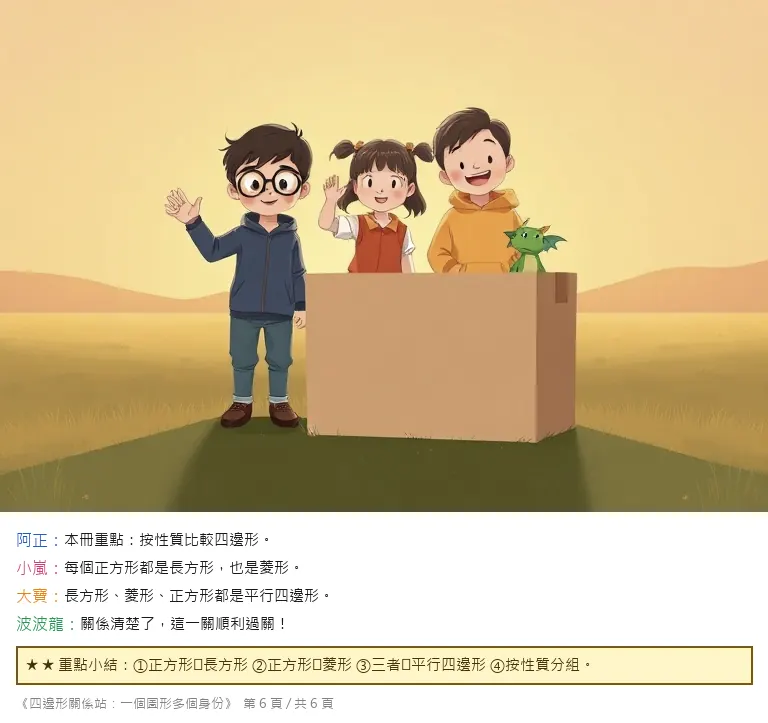 阿正：本冊重點：按性質比較四邊形。
小嵐：每個正方形都是長方形，也是菱形。
大寶：長方形、菱形、正方形都是平行四邊形。
波波龍：關係清楚了，這一關順利過關！
★★重點小結：①正方形▯長方形 ②正方形▯菱形 ③三者▯平行四邊形 ④按性質分組。
《四邊形關係站：一個圖形多個身份》 第 6 頁 / 共 6 頁